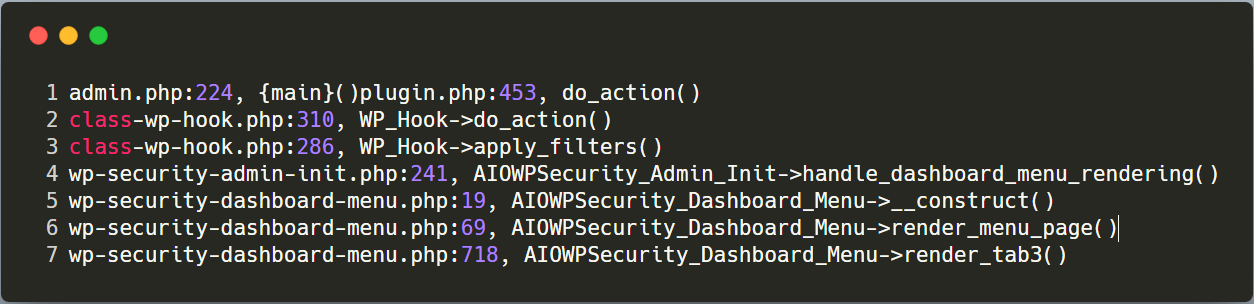 1 admin.php:224, {main}()plugin.php:453, do_action()
2 class-wp-hook.php:310, WP_Hook->do_action()
3 class-wp-hook.php:286, WP_Hook->apply_filters()
4 wp-security-admin-init.php:241, AIOWPSecurity_Admin_Init->handle_dashboard_menu_rendering()
5 wp-security-dashboard-menu.php:19, AIOWPSecurity_Dashboard_Menu->__construct()
6 wp-security-dashboard-menu.php:69, AIOWPSecurity_Dashboard_Menu->render_menu_page()
7 wp-security-dashboard-menu.php:718, AIOWPSecurity_Dashboard_Menu->render_tab3()